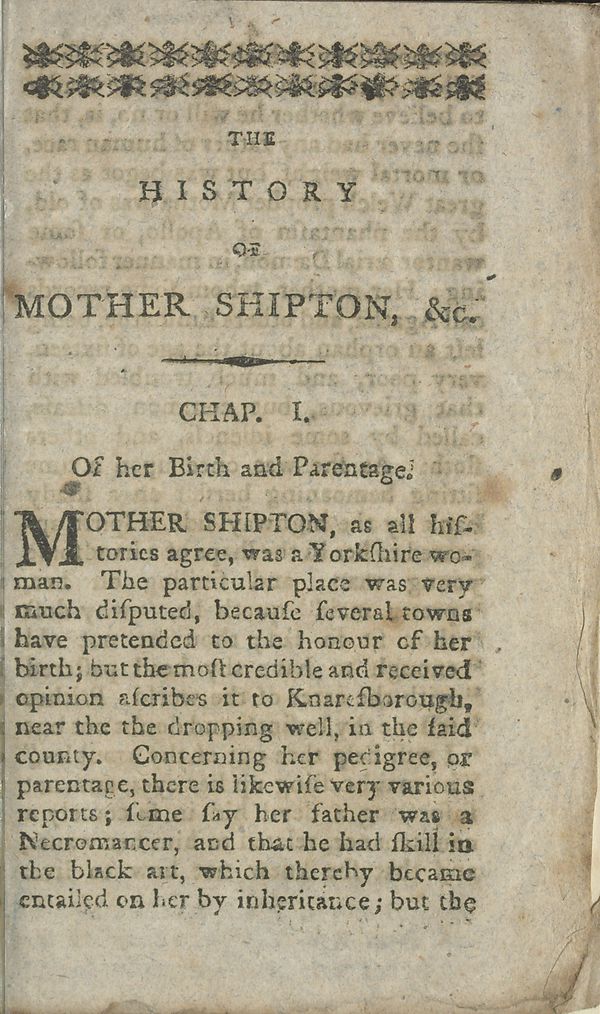 THE
HISTORY
OF
MOTHER SHIPTON, &c.
CHAP. I.
Of her Birth and Parentage.
MOTHER SHIPTON, as all hiſ-
tories agree, was a Yorkſhire wo-
man. The particular place was very
much diſputed, becauſe ſeveral towns
have pretended to the honour of her
birth; but the moſt credible and received
opinion aſcribes it to Knareſborough,
near the the dropping well, in the ſaid
county. Concerning her pedigree, or
parentage, there is likewiſe very various
reports; ſome ſay her father was a
Necromancer, and that he had ſkill in
the black art, which thereby became
entailed on her by inheritance; but the